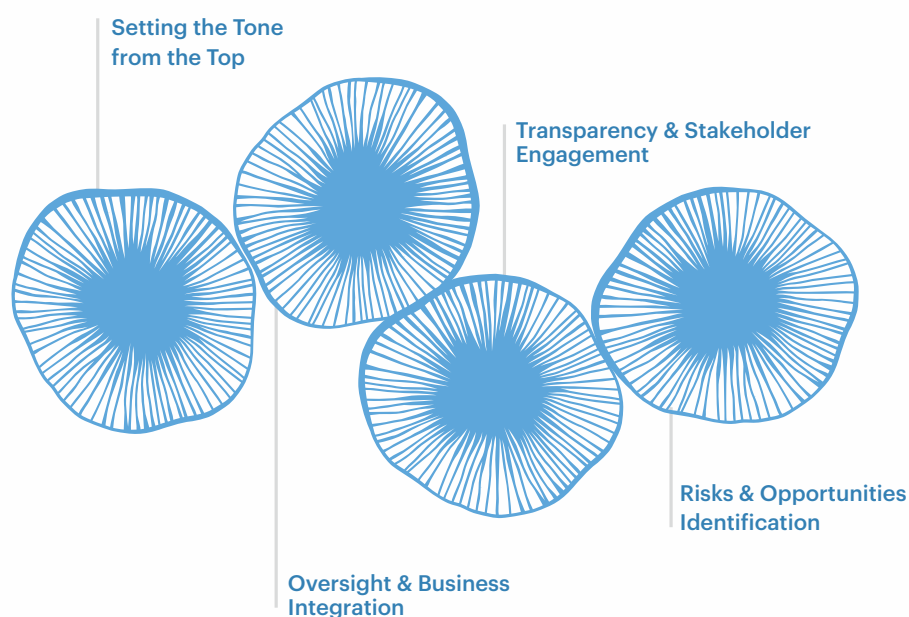 Setting the Tone
from the Top
Transparency & Stakeholder
Engagement
Risks & Opportunities
Identification
Oversight & Business
Integration